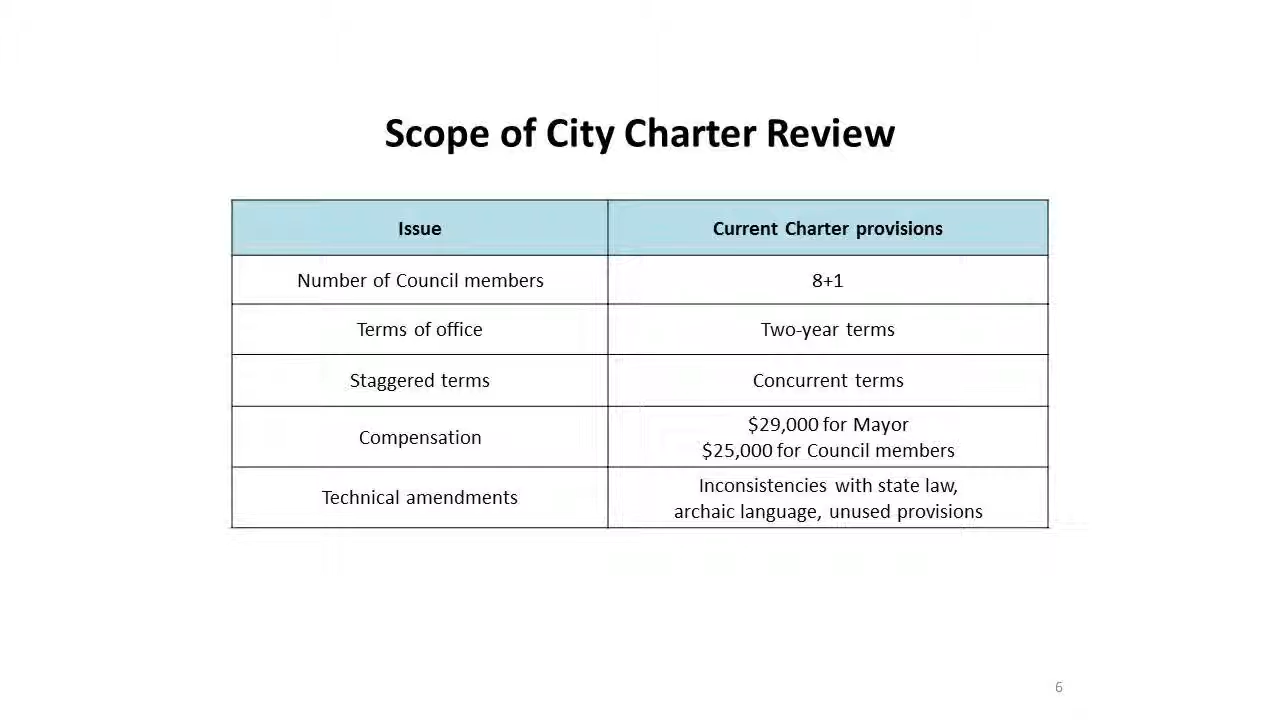 Scope of City Charter Review
Issue
Current Charter provisions
Number of Council members
8+1
Terms of office
Two-year terms
Staggered terms
Concurrent terms
Compensation
$29,000 for Mayor
$25,000 for Council members
Technical amendments
Inconsistencies with state law,
archaic language, unused provisions
6